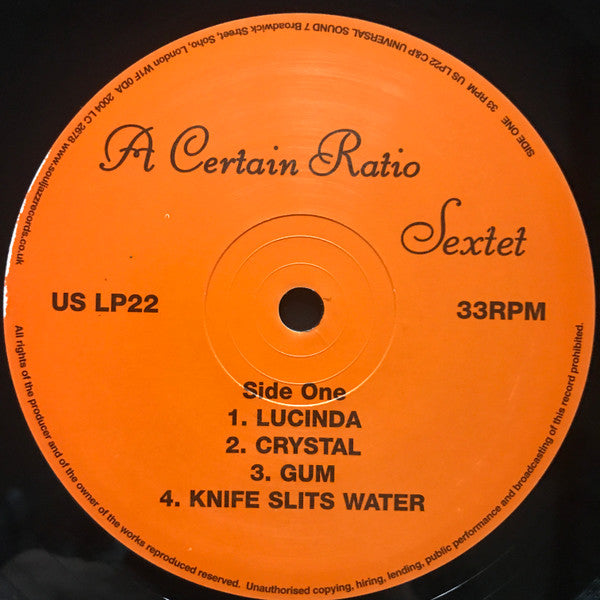 SIDE ONE 33 RPM US LP22 C&P UNIVERSAL SOUND 7 Broadwick Street, Soho, London W1F 0DA 2004 LC 2678 www.souljazzrecords.co.uk
A Certain Ratio
Sextet
US LP22
33RPM
Side One
1. LUCINDA
2. CRYSTAL
3. GUM
4. KNIFE SLITS WATER
All rights of the producer and of the owner of the works reproduced reserved. Unauthorised copying, hiring, lending, public performance and broadcasting of this record prohibited.